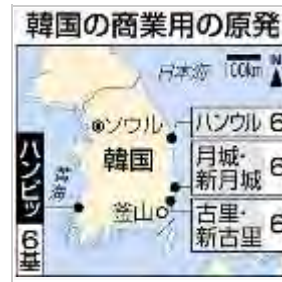 韓国の商業用の原発
日本海 100km N
ソウル
韓国
釜山
黄海
ハンビッ
6基
ハンウル 6
月城・
新月城 6
古里・
新古里 6